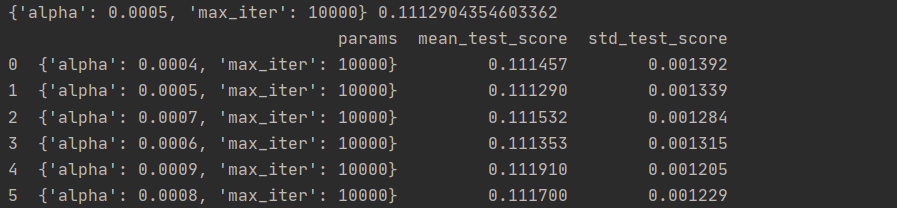 {'alpha': 0.0005, 'max_iter': 10000} 0.1112904354603362
params mean_test_score std_test_score
0 {'alpha': 0.0004, 'max_iter': 10000} 0.111457 0.001392
1 {'alpha': 0.0005, 'max_iter': 10000} 0.111290 0.001339
2 {'alpha': 0.0007, 'max_iter': 10000} 0.111532 0.001284
3 {'alpha': 0.0006, 'max_iter': 10000} 0.111353 0.001315
4 {'alpha': 0.0009, 'max_iter': 10000} 0.111910 0.001205
5 {'alpha': 0.0008, 'max_iter': 10000} 0.111700 0.001229